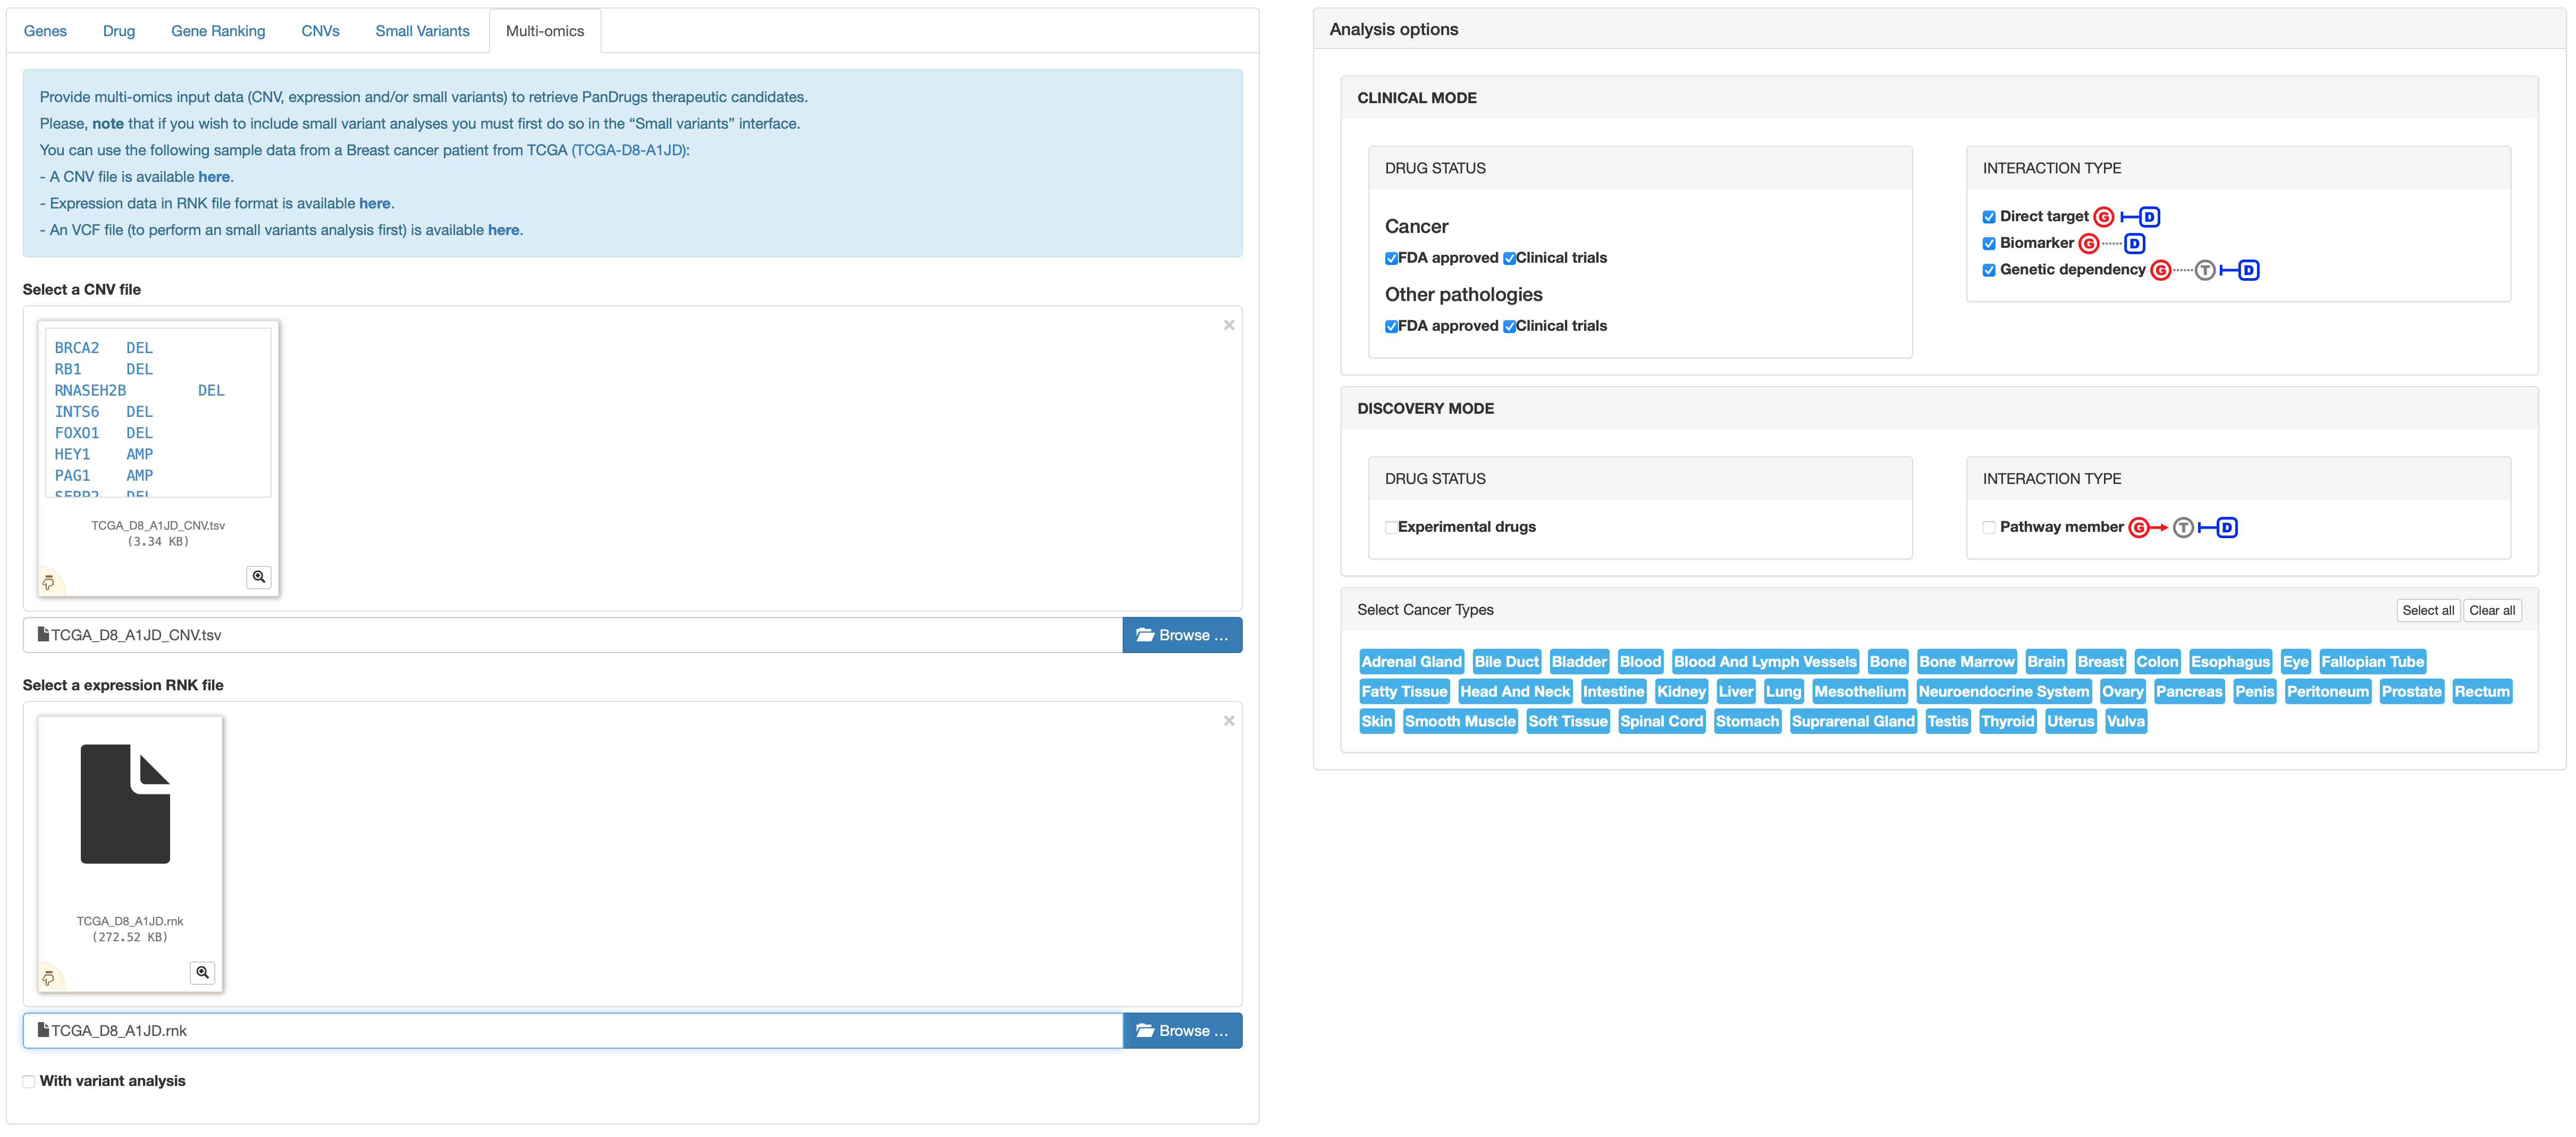 Genes Drug Gene Ranking CNVs Small Variants Multi-omics
Provide multi-omics input data (CNV, expression and/or small variants) to retrieve PanDrugs therapeutic candidates.
Please, note that if you wish to include small variant analyses you must first do so in the “Small variants” interface.
You can use the following sample data from a Breast cancer patient from TCGA (TCGA-D8-A1JD):
- A CNV file is available here.
- Expression data in RNK file format is available here.
- An VCF file (to perform an small variants analysis first) is available here.
Select a CNV file
×
BRCA2 DEL
RB1 DEL
RNASEH2B DEL
INTS6 DEL
FOXO1 DEL
HEY1 AMP
PAG1 AMP
TCGA_D8_A1JD_CNV.tsv
(3.34 KB)
TCGA_D8_A1JD_CNV.tsv Browse ...
Select a expression RNK file
×
TCGA_D8_A1JD.rnk
(272.52 KB)
TCGA_D8_A1JD.rnk Browse ...
With variant analysis
Analysis options
CLINICAL MODE
DRUG STATUS
Cancer
FDA approved Clinical trials
Other pathologies
FDA approved Clinical trials
INTERACTION TYPE
Direct target G D
Biomarker G D
Genetic dependency G T D
DISCOVERY MODE
DRUG STATUS
Experimental drugs
INTERACTION TYPE
Pathway member G T D
Select Cancer Types Select all Clear all
Adrenal Gland Bile Duct Bladder Blood Blood And Lymph Vessels Bone Bone Marrow Brain Breast Colon Esophagus Eye Fallopian Tube
Fatty Tissue Head And Neck Intestine Kidney Liver Lung Mesothelium Neuroendocrine System Ovary Pancreas Penis Peritoneum Prostate Rectum
Skin Smooth Muscle Soft Tissue Spinal Cord Stomach Suprarenal Gland Testis Thyroid Uterus Vulva